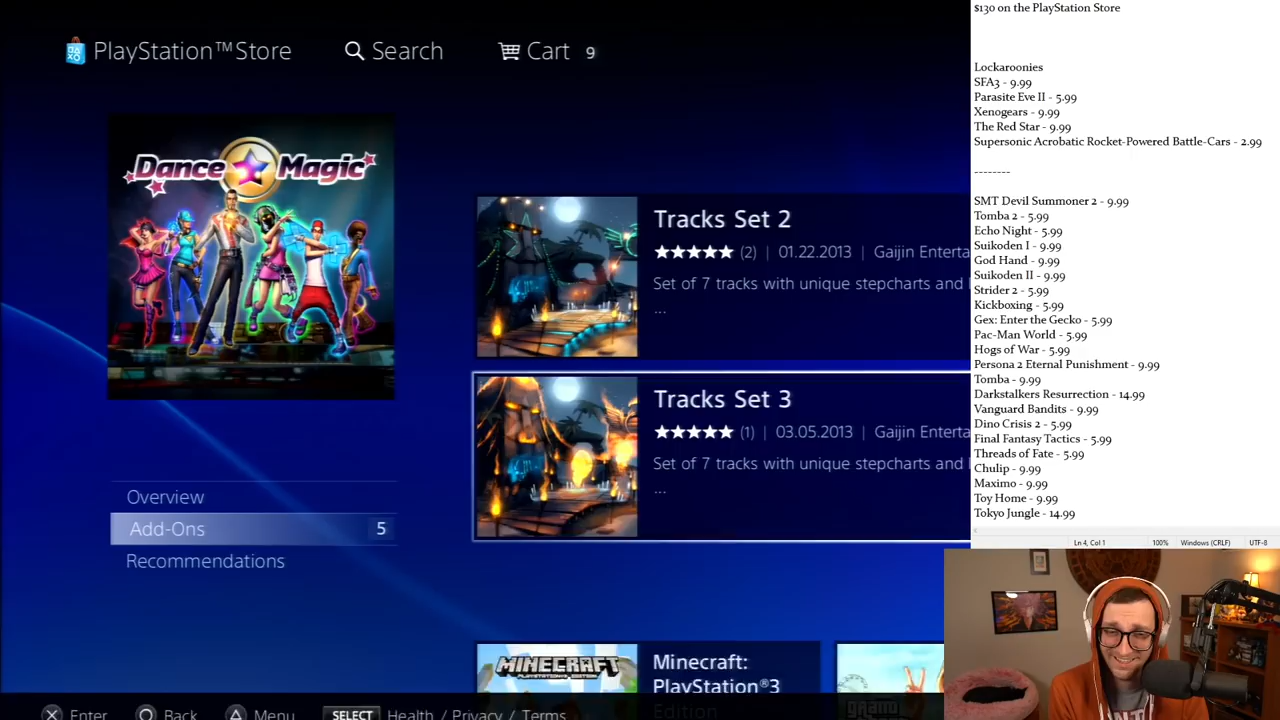 PlayStation™Store
Search
Cart 9
Dance Magic
Tracks Set 2
★★★★★ (2) | 01.22.2013 | Gaijin Enterta
Set of 7 tracks with unique stepcharts and
...
Tracks Set 3
★★★★★ (1) | 03.05.2013 | Gaijin Enterta
Set of 7 tracks with unique stepcharts and
...
Overview
Add-Ons 5
Recommendations
MINECRAFT
Minecraft:
PlayStation®3
Edition
Enter
Back
Menu
SELECT Health / Privacy / Terms
$130 on the PlayStation Store
Lockaroonies
SFA3 - 9.99
Parasite Eve II - 5.99
Xenogears - 9.99
The Red Star - 9.99
Supersonic Acrobatic Rocket-Powered Battle-Cars - 2.99
--------
SMT Devil Summoner 2 - 9.99
Tomba 2 - 5.99
Echo Night - 5.99
Suikoden I - 9.99
God Hand - 9.99
Suikoden II - 9.99
Strider 2 - 5.99
Kickboxing - 5.99
Gex: Enter the Gecko - 5.99
Pac-Man World - 5.99
Hogs of War - 5.99
Persona 2 Eternal Punishment - 9.99
Tomba - 9.99
Darkstalkers Resurrection - 14.99
Vanguard Bandits - 9.99
Dino Crisis 2 - 5.99
Final Fantasy Tactics - 5.99
Threads of Fate - 5.99
Chulip - 9.99
Maximo - 9.99
Toy Home - 9.99
Tokyo Jungle - 14.99
Ln 4, Col 1
100%
Windows (CRLF)
UTF-8